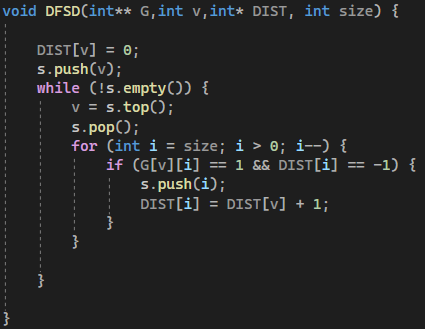 void DFSD(int** G,int v,int* DIST, int size) {
DIST[v] = 0;
s.push(v);
while (!s.empty()) {
v = s.top();
s.pop();
for (int i = size; i > 0; i--) {
if (G[v][i] == 1 && DIST[i] == -1) {
s.push(i);
DIST[i] = DIST[v] + 1;
}
}
}
}